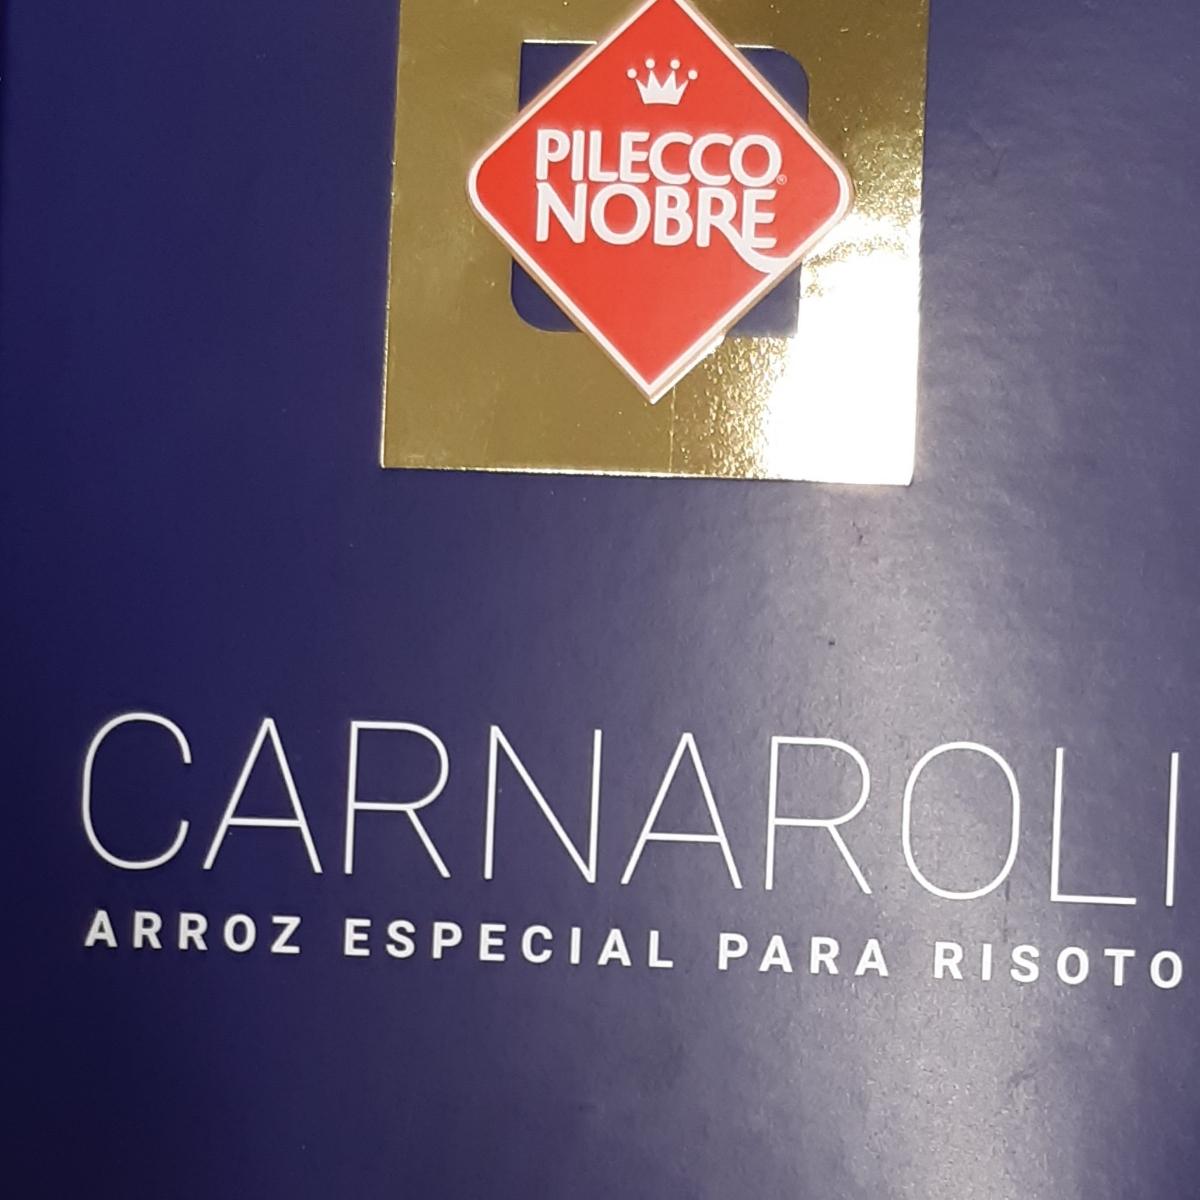 PILECCO
NOBRE
CARNAROLI
ARROZ ESPECIAL PARA RISOTO